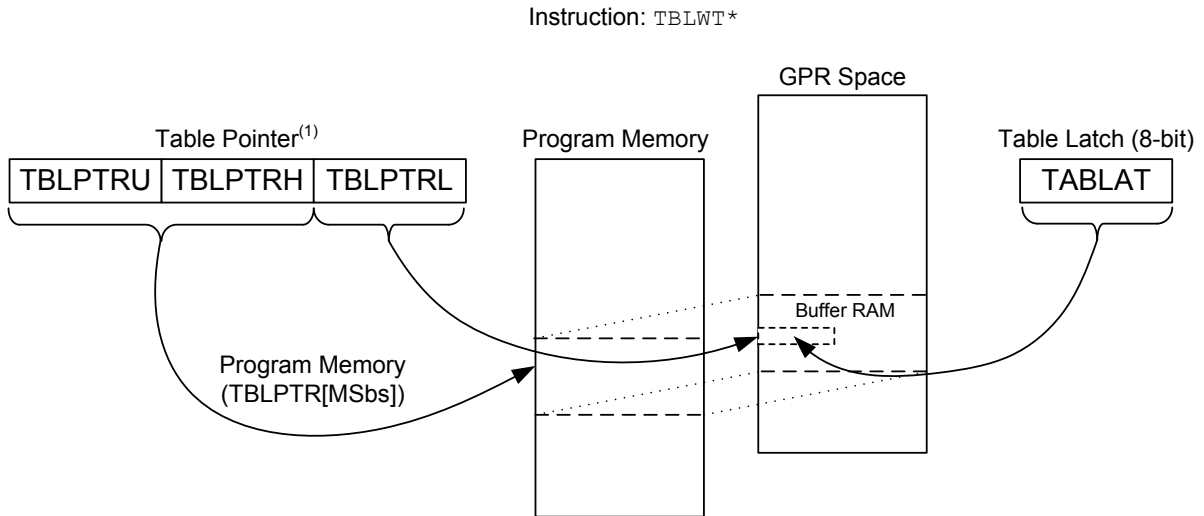 Instruction: TBLWT*
GPR Space
Table Pointer(1)
Program Memory
Table Latch (8-bit)
TBLPTRU TBLPTRH TBLPTRL
TABLAT
Buffer RAM
Program Memory
(TBLPTR[MSbs])